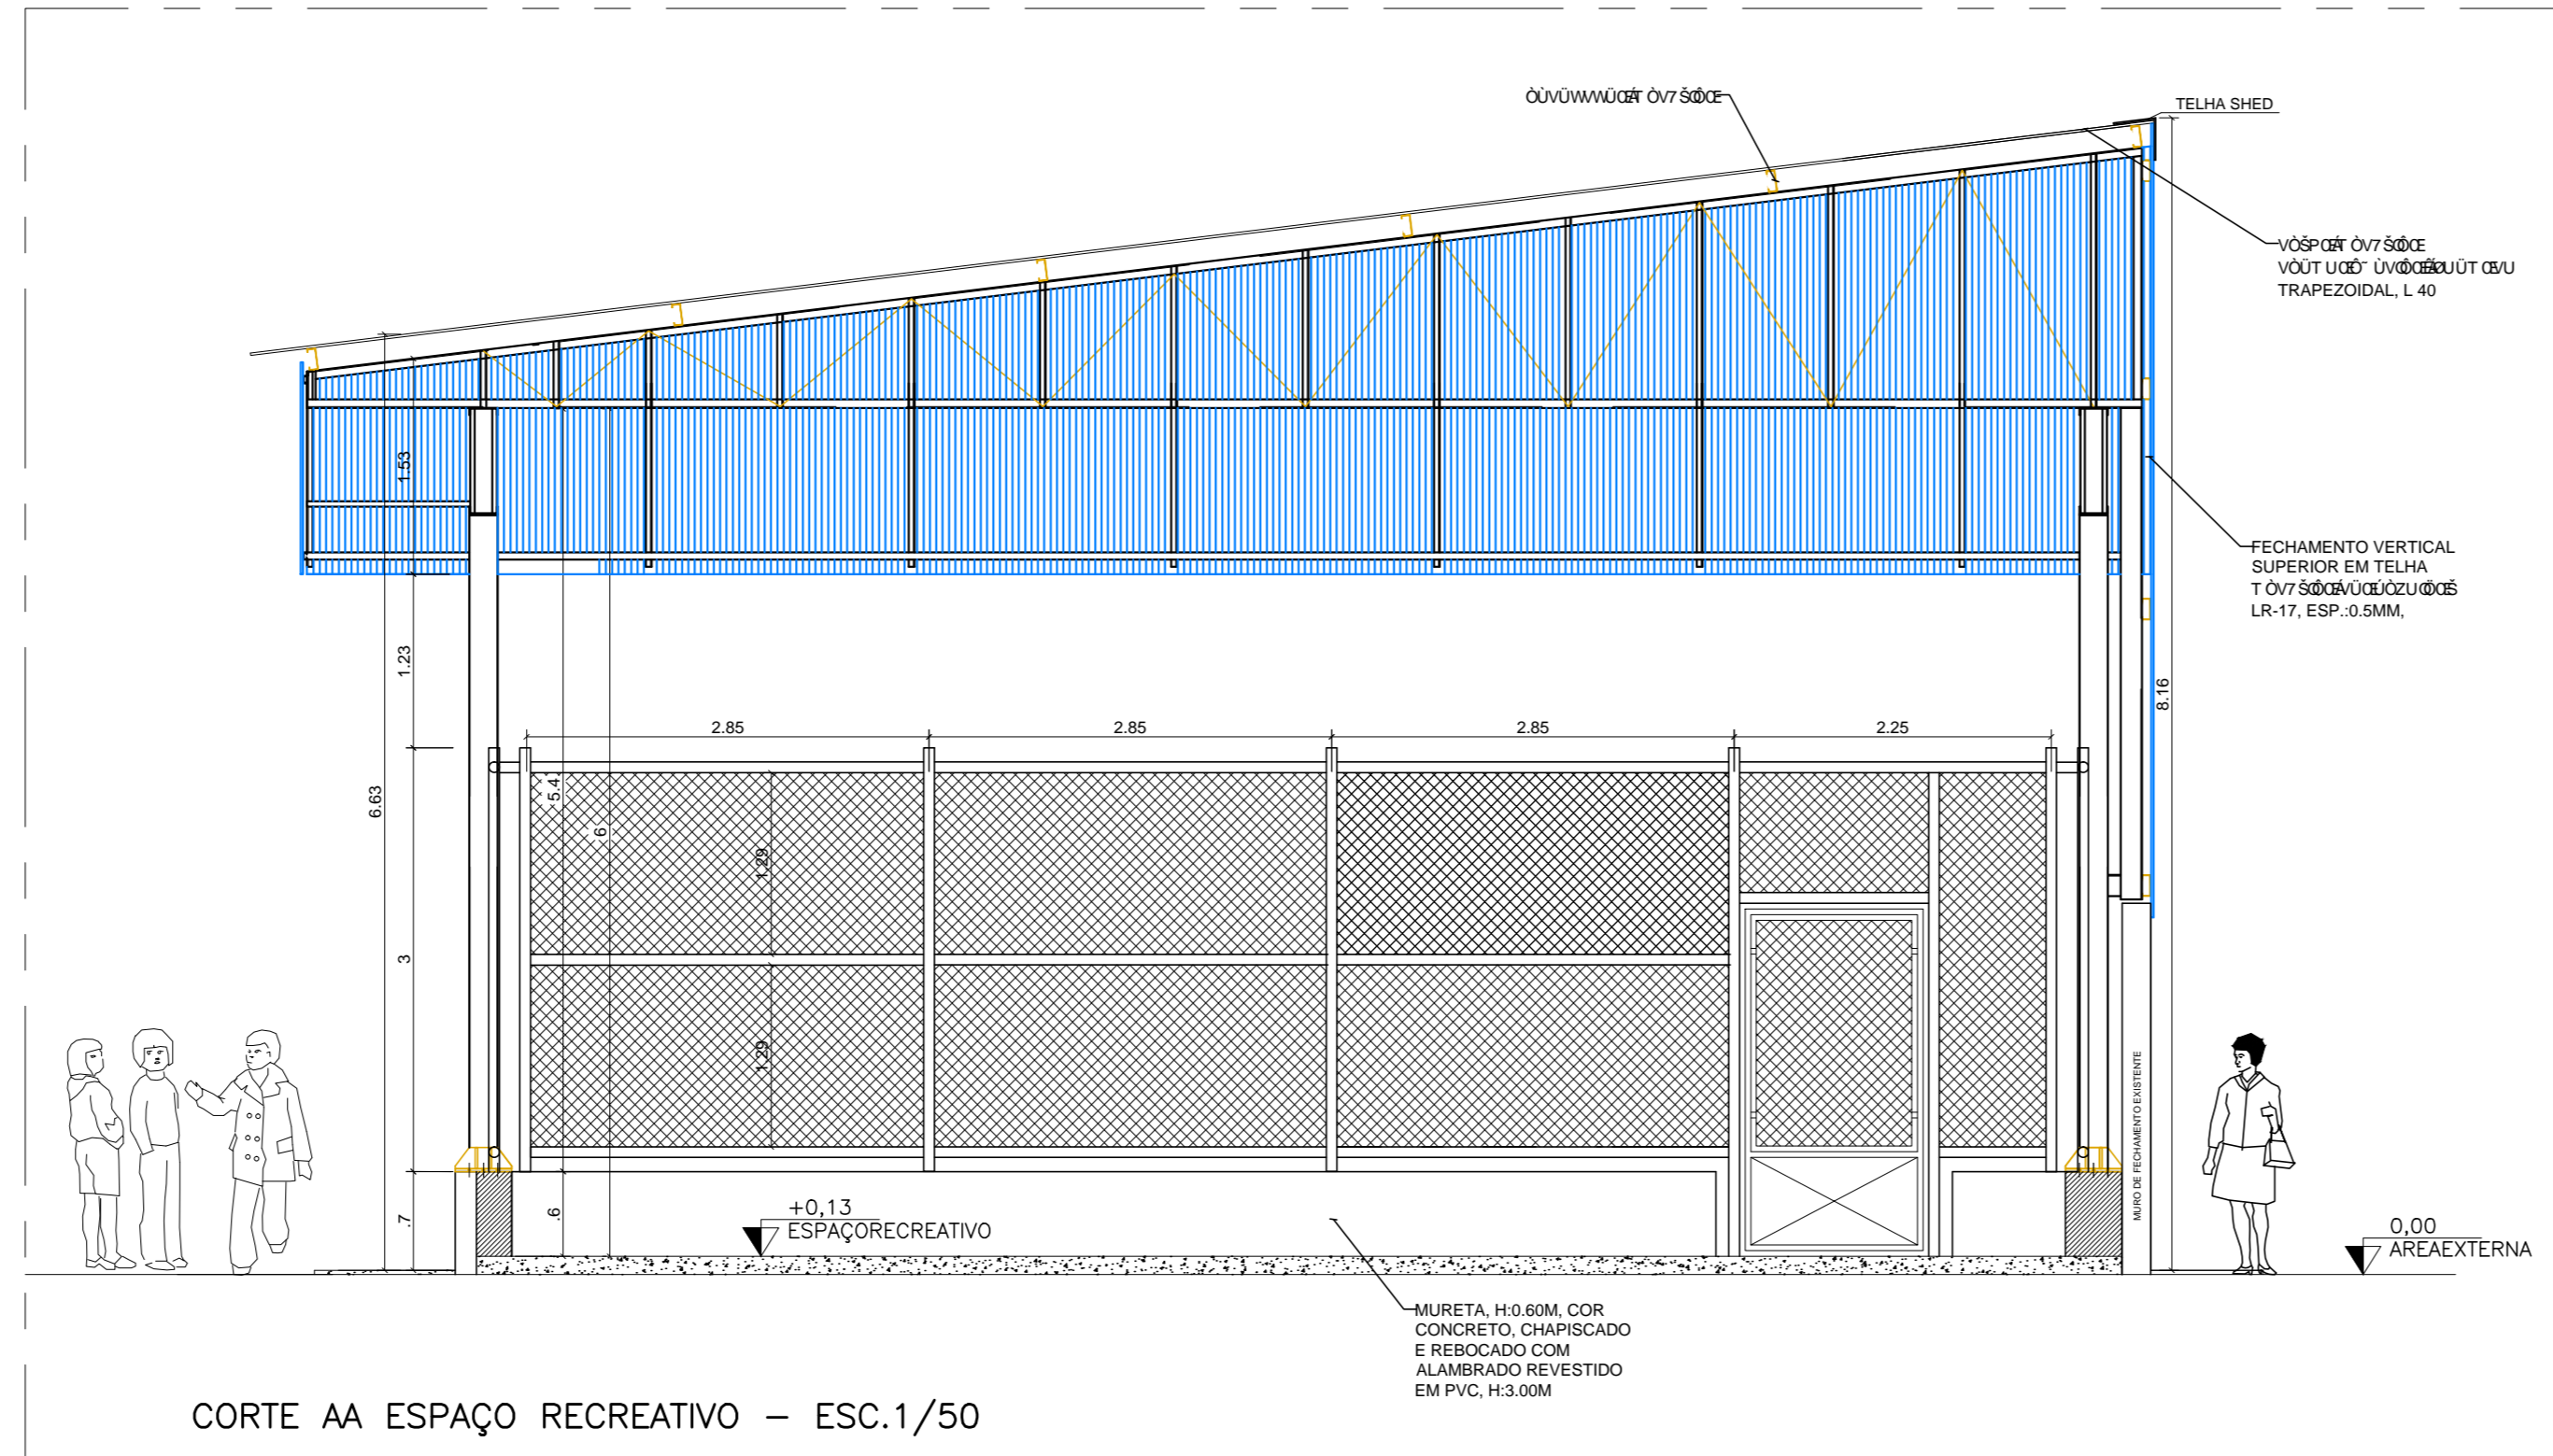 TELHA SHED
TRAPEZOIDAL, L 40
1.53
FECHAMENTO VERTICAL
SUPERIOR EM TELHA
LR-17, ESP.:0.5MM,
1.23
8.16
2.85
2.85
2.85
2.25
6.63
5.4
6
1.29
3
1.29
MURO DE FECHAMENTO EXISTENTE
.7
.6
+0,13
ESPAÇORECREATIVO
0,00
AREAEXTERNA
MURETA, H:0.60M, COR
CONCRETO, CHAPISCADO
E REBOCADO COM
ALAMBRADO REVESTIDO
EM PVC, H:3.00M
CORTE AA ESPAÇO RECREATIVO – ESC.1/50